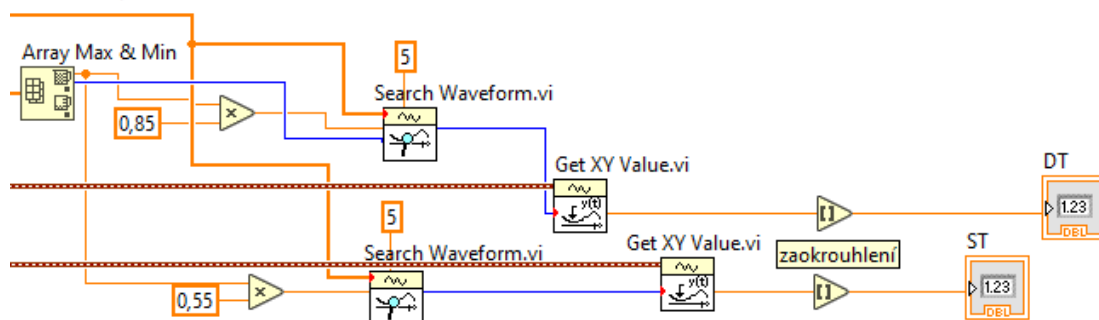 Array Max & Min
5
Search Waveform.vi
0,85
x
Get XY Value.vi
y(t)
DT
1.23
DBL
5
Search Waveform.vi
Get XY Value.vi
y(t)
zaokrouhlení
ST
1.23
DBL
0,55
x